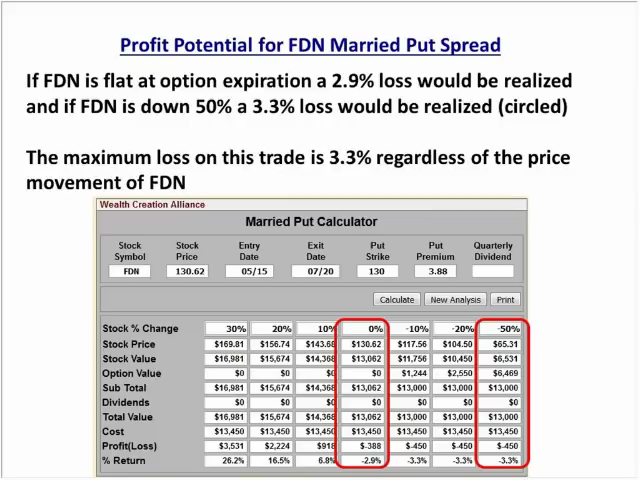 Profit Potential for FDN Married Put Spread
If FDN is flat at option expiration a 2.9% loss would be realized
and if FDN is down 50% a 3.3% loss would be realized (circled)
The maximum loss on this trade is 3.3% regardless of the price
movement of FDN
Wealth Creation Alliance
Married Put Calculator
Stock Stock Entry Exit Put Put Quarterly
Symbol Price Date Date Strike Premium Dividend
FDN 130.62 05/15 07/20 130 3.88
Calculate New Analysis Print
Stock % Change 30% 20% 10% 0% -10% -20% -50%
Stock Price $169.81 $156.74 $143.68 $130.62 $117.56 $104.50 $65.31
Stock Value $16,981 $15,674 $14,368 $13,062 $11,756 $10,450 $6,531
Option Value $0 $0 $0 $0 $1,244 $2,550 $6,469
Sub Total $16,981 $15,674 $14,368 $13,062 $13,000 $13,000 $13,000
Dividends $0 $0 $0 $0 $0 $0 $0
Total Value $16,981 $15,674 $14,368 $13,062 $13,000 $13,000 $13,000
Cost $13,450 $13,450 $13,450 $13,450 $13,450 $13,450 $13,450
Profit(Loss) $3,531 $2,224 $918 $-388 $-450 $-450 $-450
% Return 26.2% 16.5% 6.8% -2.9% -3.3% -3.3% -3.3%